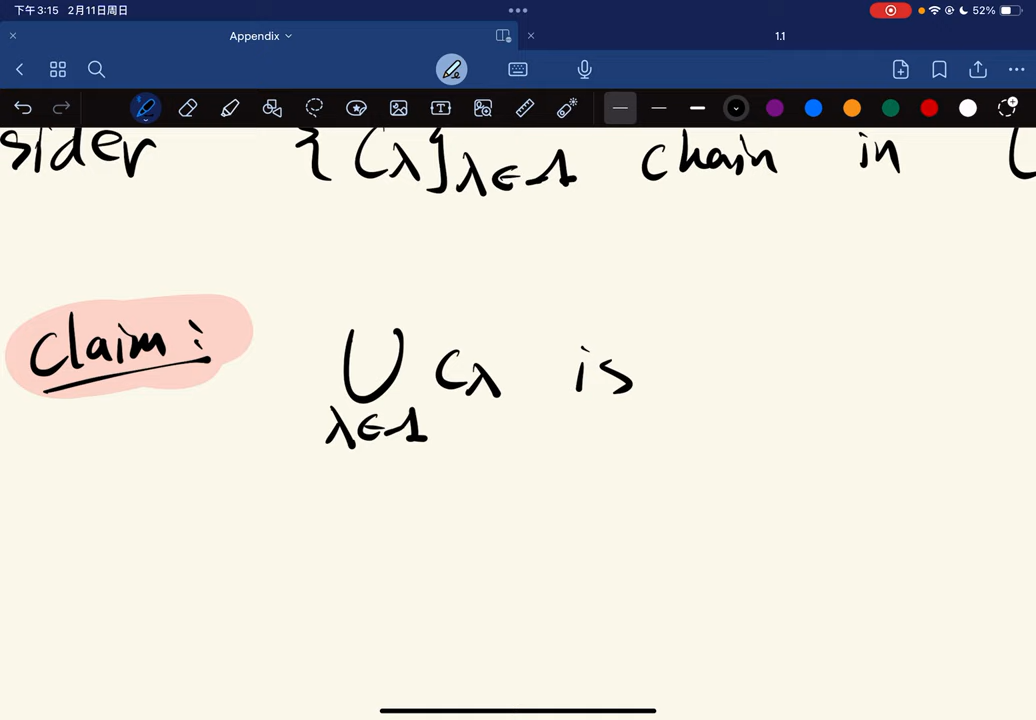 下午3:15 2月11日周日 52%
Appendix 1.1
sider {Cλ}λ∈Λ chain in
Claim: ⋃ Cλ is
λ∈Λ